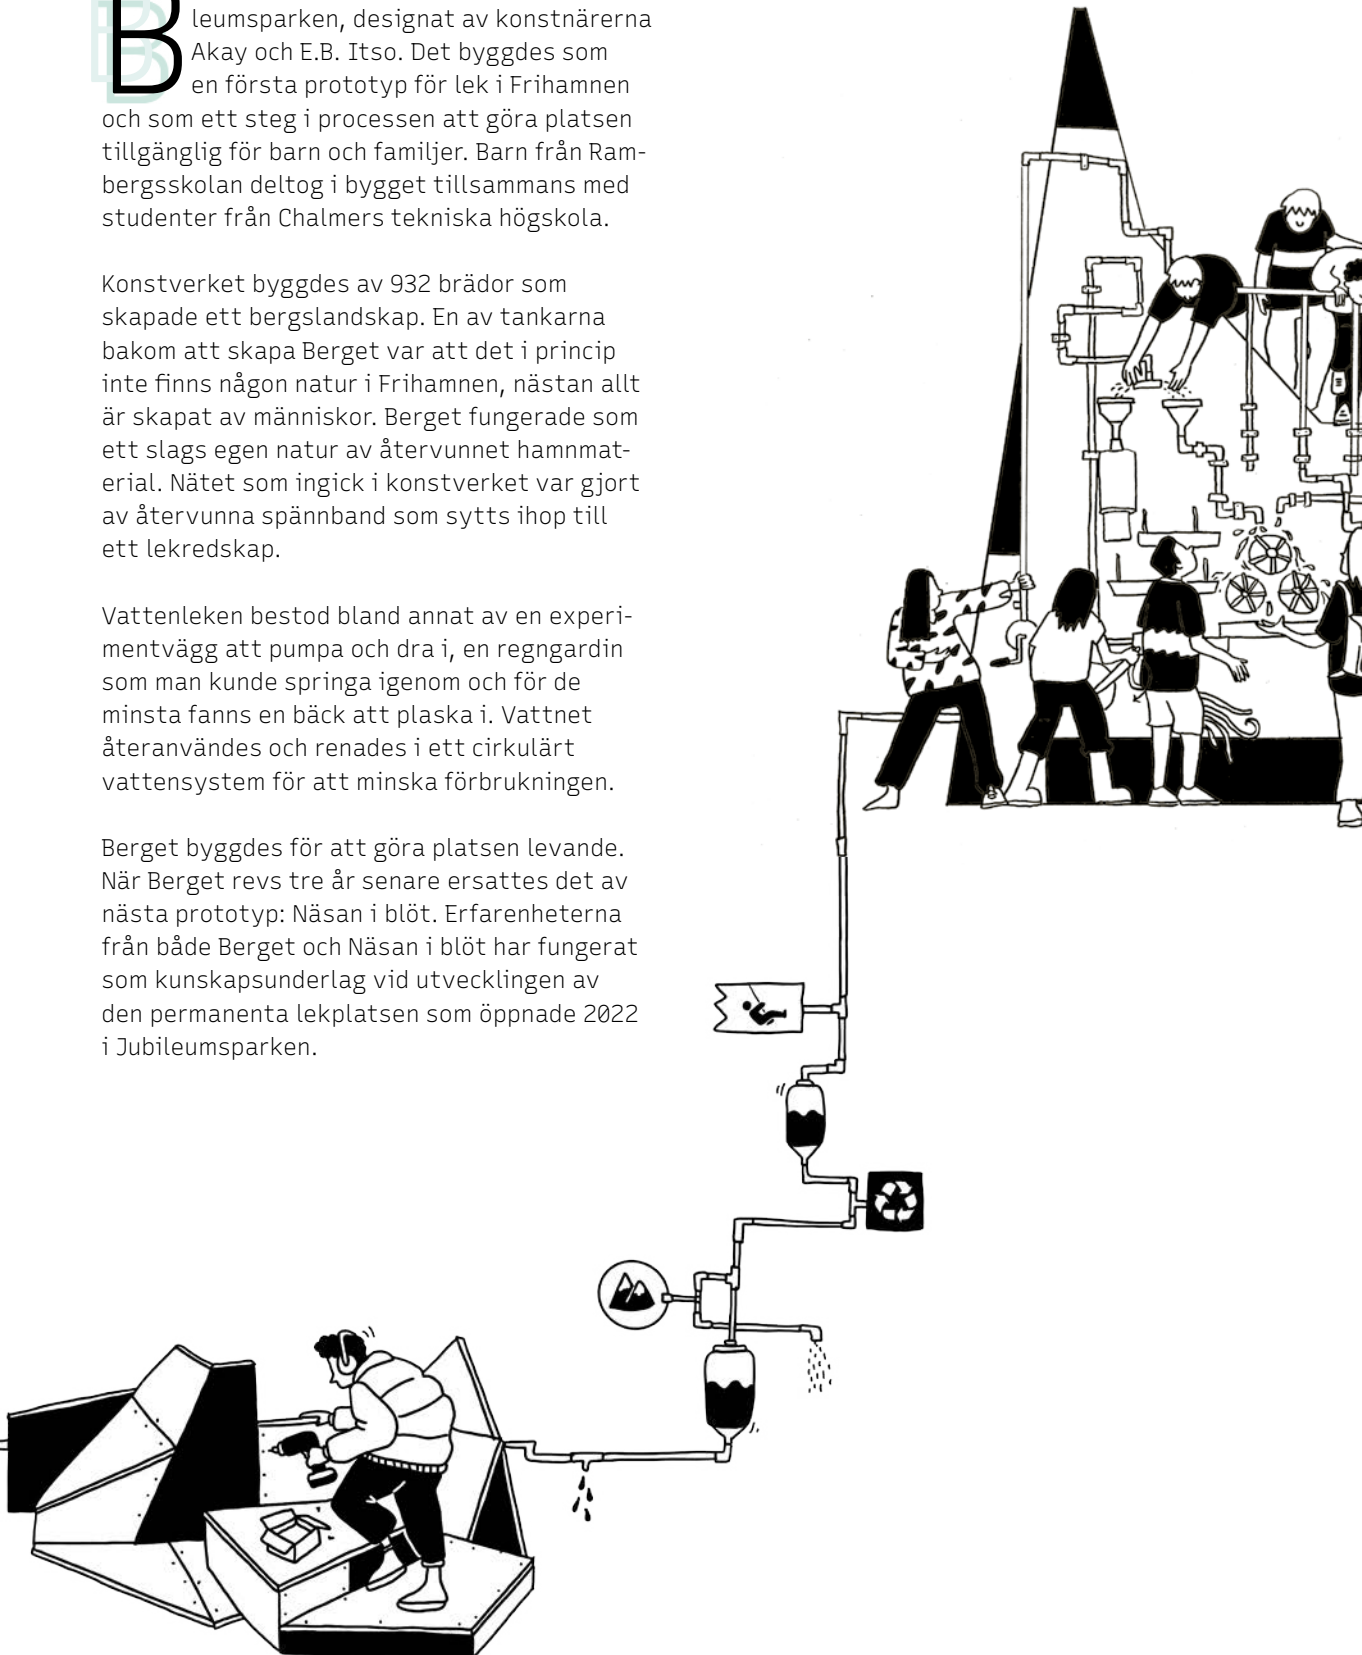 B
leumsparken, designat av konstnärerna
Akay och E.B. Itso. Det byggdes som
en första prototyp för lek i Frihamnen
och som ett steg i processen att göra platsen
tillgänglig för barn och familjer. Barn från Ram-
bergsskolan deltog i bygget tillsammans med
studenter från Chalmers tekniska högskola.
Konstverket byggdes av 932 brädor som
skapade ett bergslandskap. En av tankarna
bakom att skapa Berget var att det i princip
inte finns någon natur i Frihamnen, nästan allt
är skapat av människor. Berget fungerade som
ett slags egen natur av återvunnet hamnmat-
erial. Nätet som ingick i konstverket var gjort
av återvunna spännband som sytts ihop till
ett lekredskap.
Vattenleken bestod bland annat av en experi-
mentvägg att pumpa och dra i, en regngardin
som man kunde springa igenom och för de
minsta fanns en bäck att plaska i. Vattnet
återanvändes och renades i ett cirkulärt
vattensystem för att minska förbrukningen.
Berget byggdes för att göra platsen levande.
När Berget revs tre år senare ersattes det av
nästa prototyp: Näsan i blöt. Erfarenheterna
från både Berget och Näsan i blöt har fungerat
som kunskapsunderlag vid utvecklingen av
den permanenta lekplatsen som öppnade 2022
i Jubileumsparken.